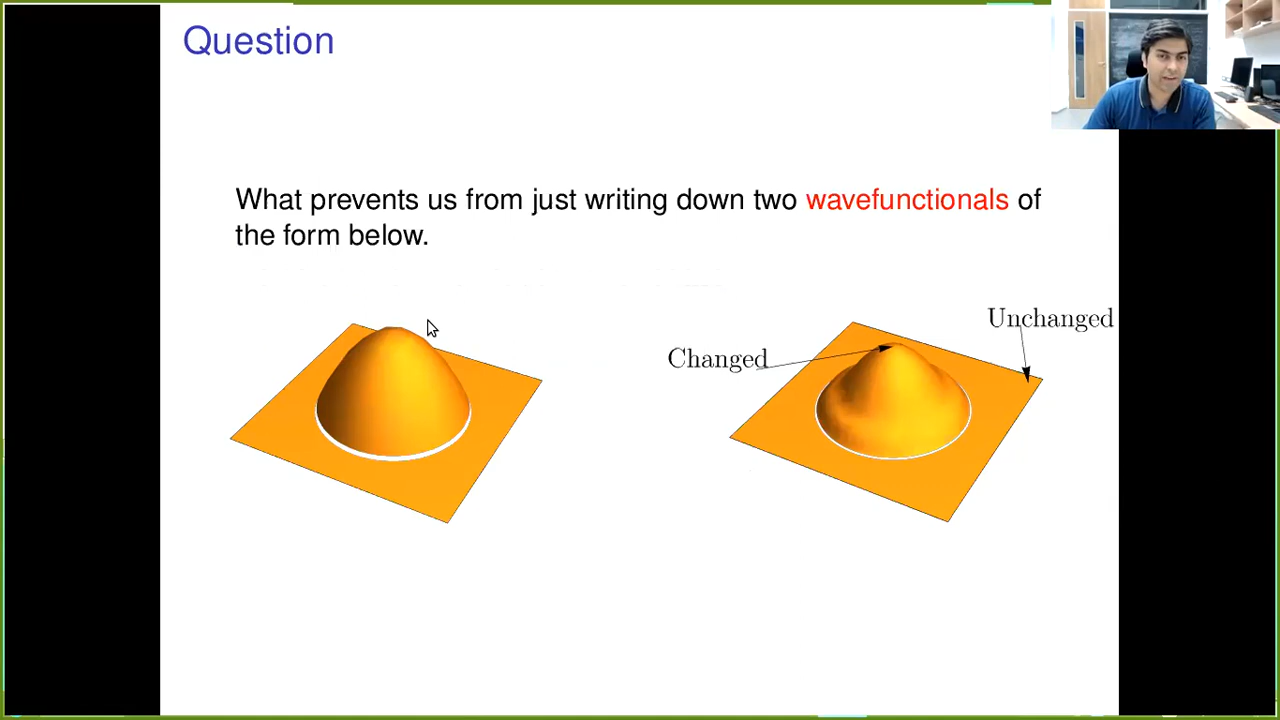 Question
What prevents us from just writing down two wavefunctionals of
the form below.
Unchanged
Changed